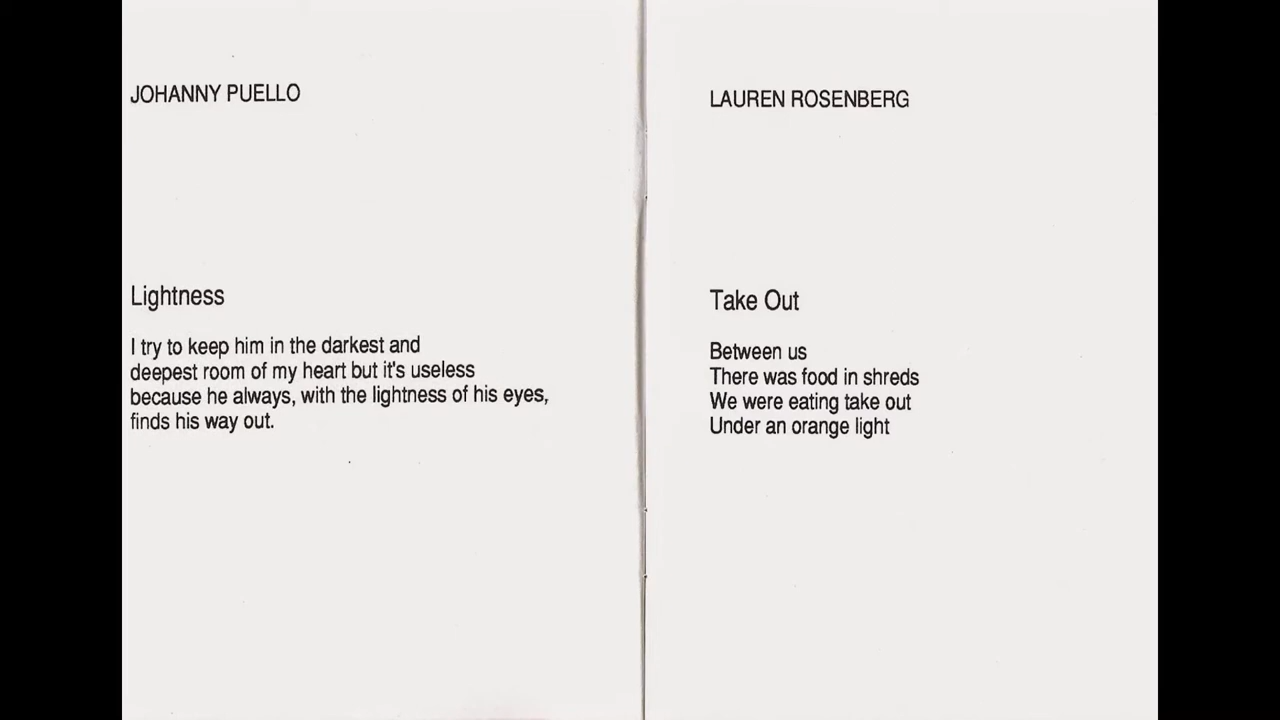 JOHANNY PUELLO
Lightness
I try to keep him in the darkest and
deepest room of my heart but it's useless
because he always, with the lightness of his eyes,
finds his way out.
LAUREN ROSENBERG
Take Out
Between us
There was food in shreds
We were eating take out
Under an orange light